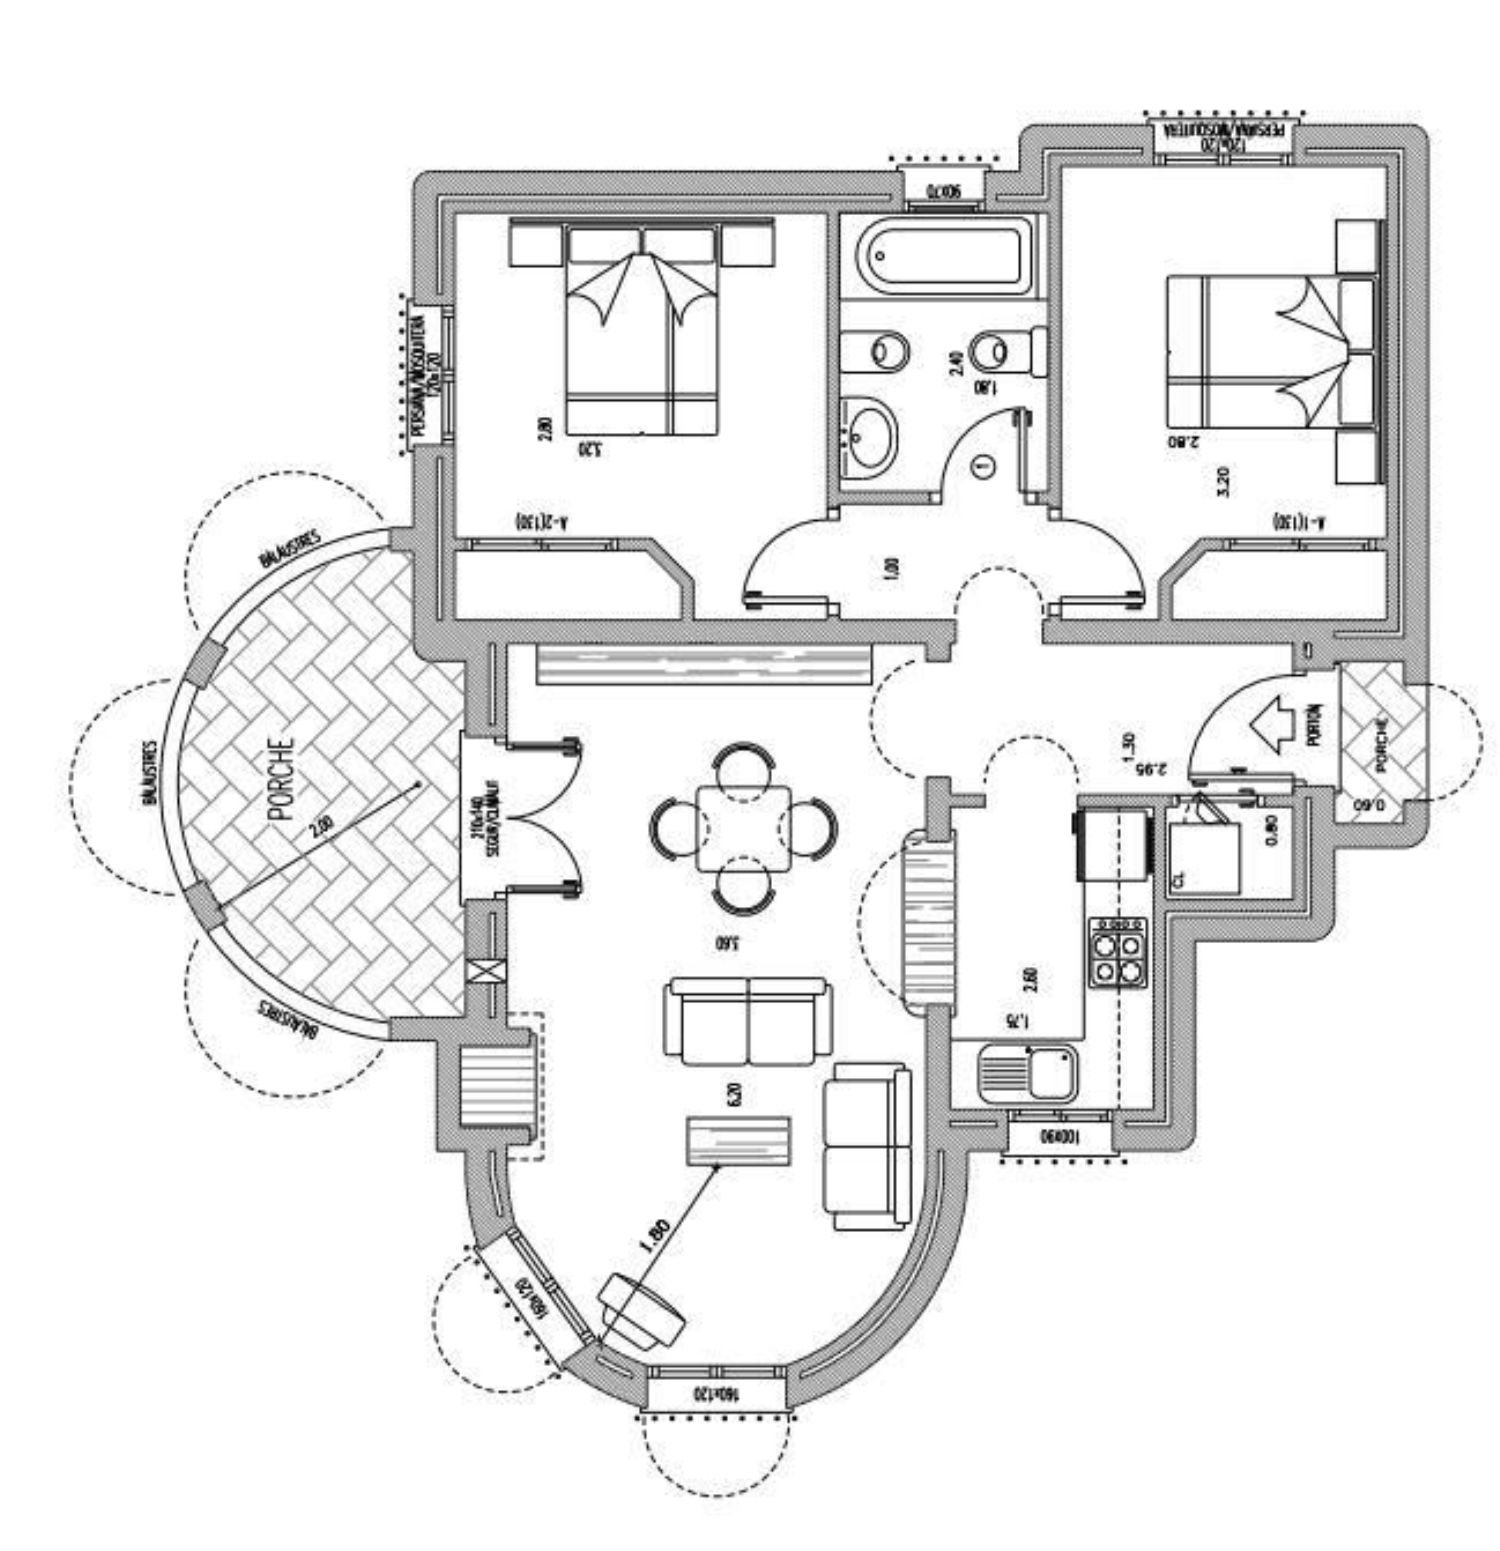 PERSIANA/MOSQUITERA
120x120
90x70
PERSIANA/MOSQUITERA
120x120
2.40
1.80
2.80
3.20
2.80
3.20
A-2(130)
A-1(130)
BALAUSTRES
1.00
BALAUSTRES
PORCHE
2.00
210x140
SEGUR/CLIMALIT
1.30
2.95
PORTON
PORCHE
0.60
0.80
CL
3.60
2.60
1.75
BALAUSTRES
6.20
100x90
1.80
160x120
160x120